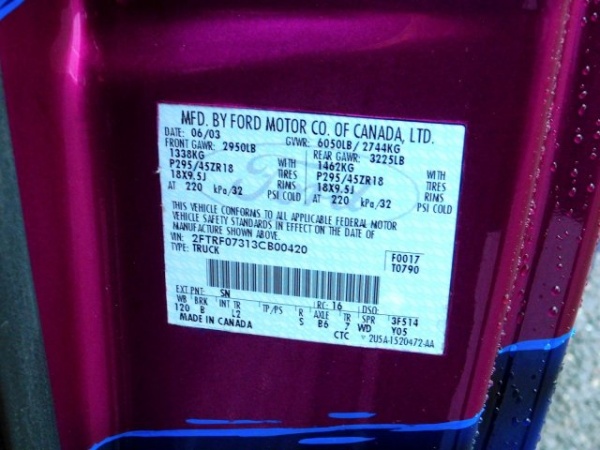 MFD. BY FORD MOTOR CO. OF CANADA, LTD.
DATE: 06/03 GVWR: 6050LB/ 2744KG
FRONT GAWR: 2950LB REAR GAWR: 3225LB
1338KG WITH 1462KG WITH
P295/45ZR18 TIRES P295/45ZR18 TIRES
18X9.5J RIMS 18X9.5J RIMS
AT 220 kPa/32 PSI COLD AT 220 kPa/32 PSI COLD
Ford
THIS VEHICLE CONFORMS TO ALL APPLICABLE FEDERAL MOTOR
VEHICLE SAFETY STANDARDS IN EFFECT ON THE DATE OF
MANUFACTURE SHOWN ABOVE.
VIN: 2FTRF07313CB00420 F0017
TYPE: TRUCK T0790
EXT PNT: SN RC: 16 DSO:
WB BRK INT TR TP/PS R AXLE TR SPR 3F514
120 B L2 S B6 7 WD Y05
MADE IN CANADA CTC 2U5A-1520472-AA